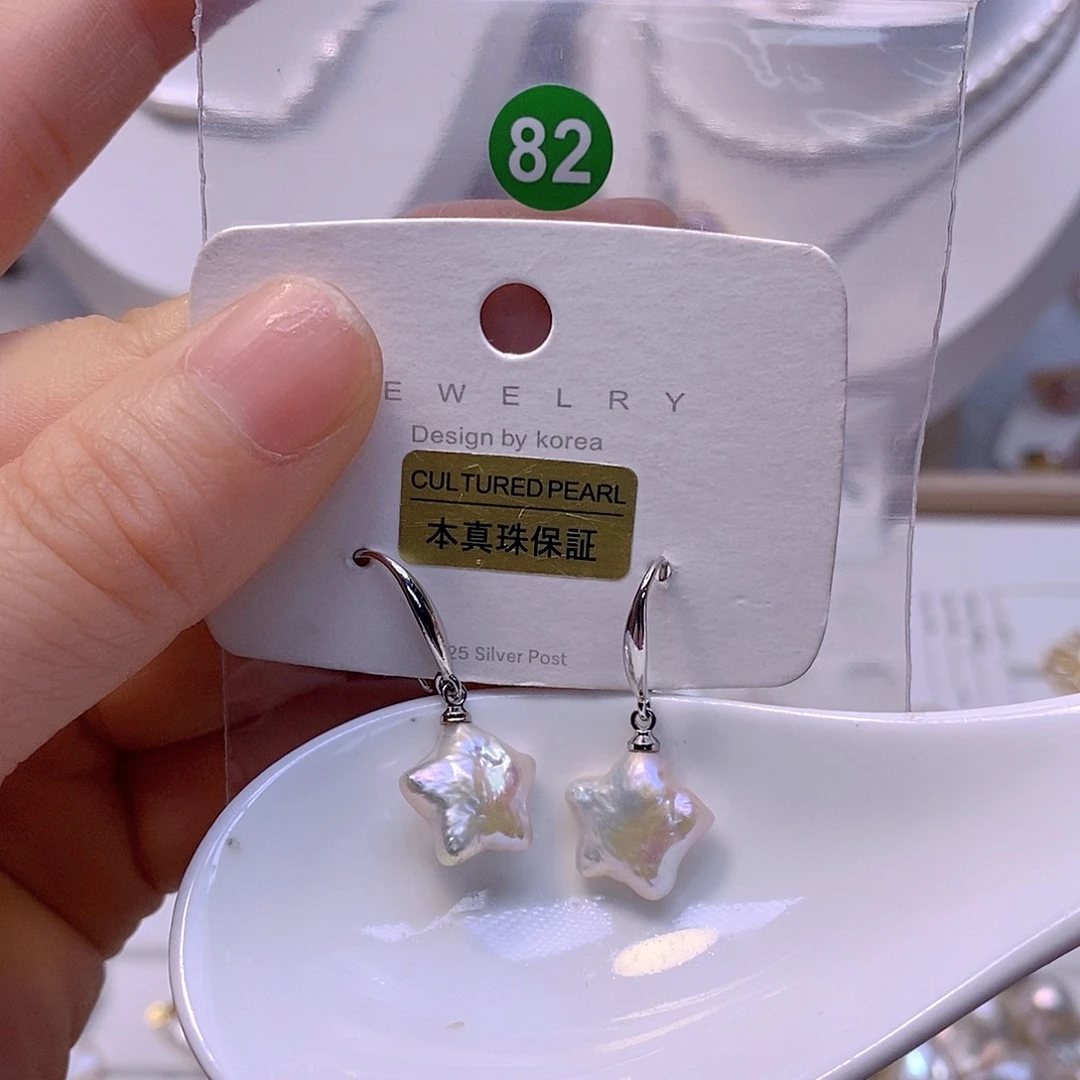 82
EWELRY
Design by korea
CULTURED PEARL
本真珠保証
25 Silver Post